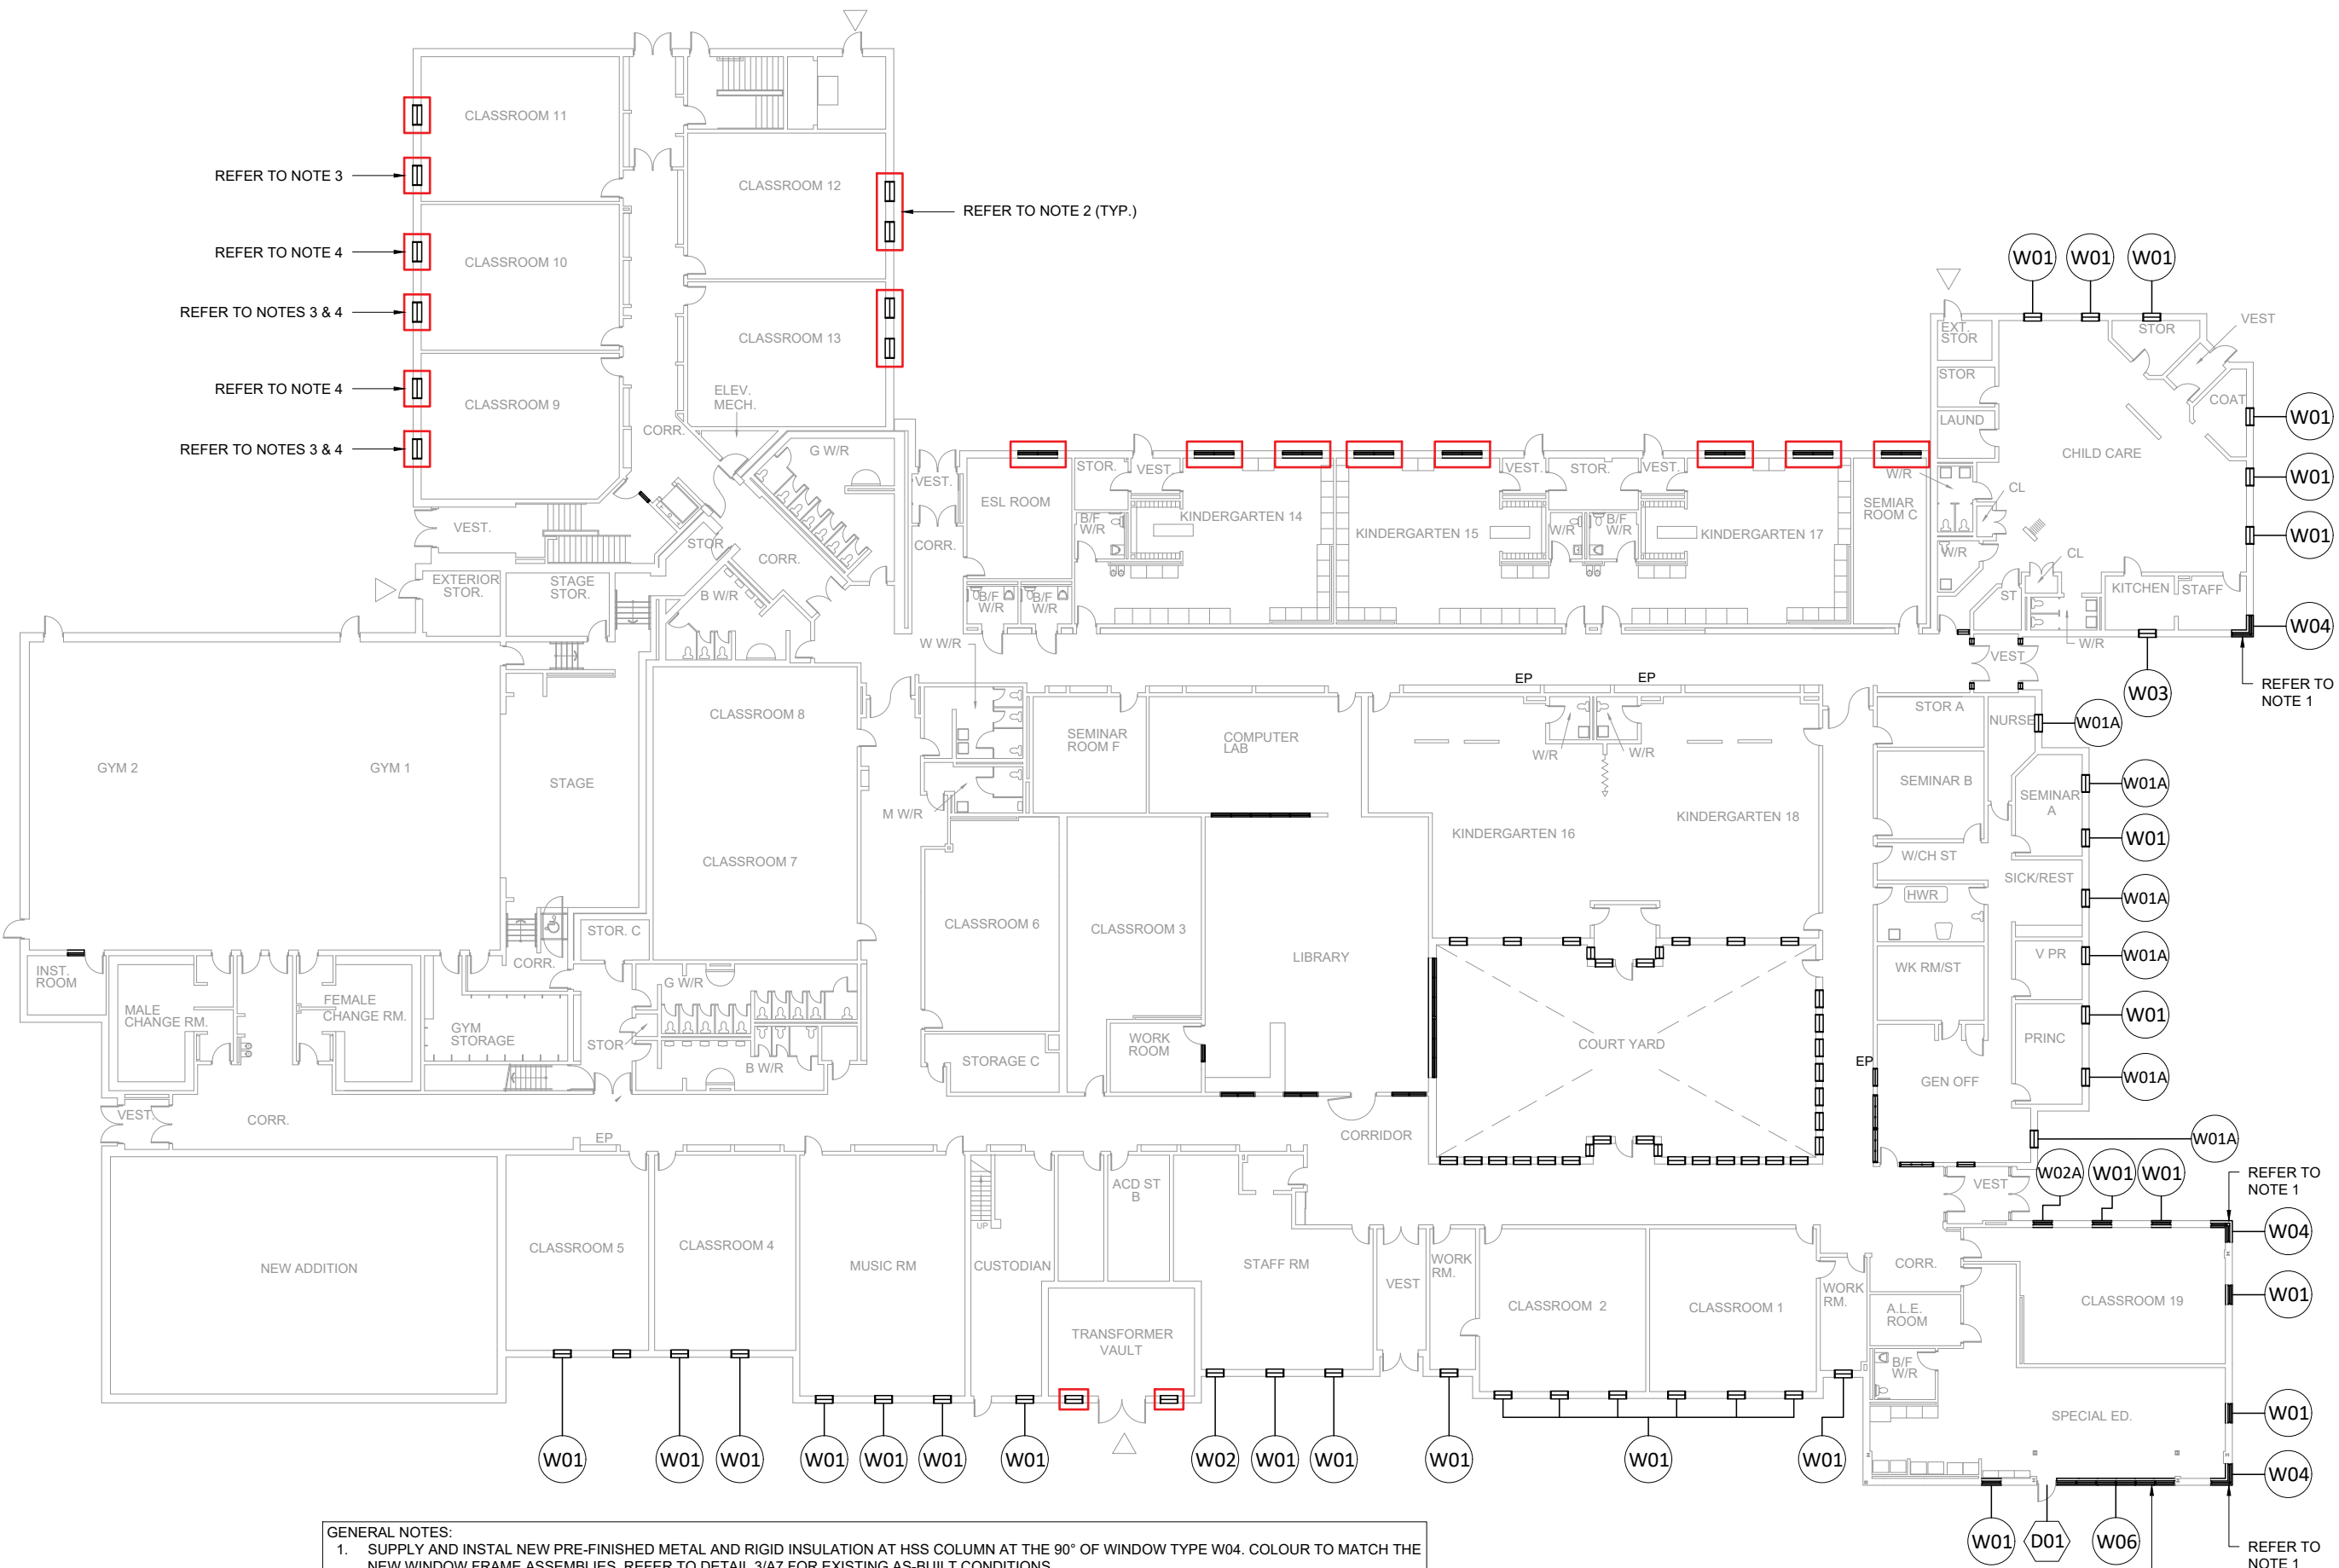 CLASSROOM 11
REFER TO NOTE 3
CLASSROOM 12
REFER TO NOTE 2 (TYP.)
REFER TO NOTE 4
CLASSROOM 10
W01
W01
W01
REFER TO NOTES 3 & 4
EXT.
STOR
STOR
VEST
CLASSROOM 13
REFER TO NOTE 4
CLASSROOM 9
ELEV.
MECH.
STOR
COAT
W01
CORR.
LAUND
REFER TO NOTES 3 & 4
G W/R
CHILD CARE
STOR.
VEST.
VEST.
STOR.
VEST.
W/R
W01
VEST.
CL
ESL ROOM
SEMIAR
ROOM C
KINDERGARTEN 14
B/F
W/R
KINDERGARTEN 15
W/R
B/F
W/R
KINDERGARTEN 17
VEST.
STOR
CORR.
W01
W/R
CL
CORR.
EXTERIOR
STOR.
STAGE
STOR.
B W/R
B/F
W/R
B/F
W/R
ST
KITCHEN
STAFF
W04
W W/R
W/R
VEST
EP
EP
W03
REFER TO
NOTE 1
CLASSROOM 8
STOR A
NURSE
W01A
SEMINAR
ROOM F
COMPUTER
LAB
W/R
W/R
GYM 2
GYM 1
STAGE
SEMINAR B
W01A
SEMINAR
A
M W/R
KINDERGARTEN 16
KINDERGARTEN 18
W01
CLASSROOM 7
W/CH ST
SICK/REST
HWR
W01A
CLASSROOM 6
CLASSROOM 3
STOR. C
LIBRARY
V PR
W01A
CORR.
WK RM/ST
INST.
ROOM
G W/R
MALE
CHANGE RM.
FEMALE
CHANGE RM.
W01
GYM
STORAGE
STOR
WORK
ROOM
COURT YARD
PRINC
STORAGE C
B W/R
EP
GEN OFF
W01A
VEST.
CORR.
EP
CORRIDOR
W01A
ACD ST
B
W02A
W01
W01
REFER TO
NOTE 1
VEST
UP
W04
CLASSROOM 5
CLASSROOM 4
MUSIC RM
CUSTODIAN
STAFF RM
WORK
RM.
NEW ADDITION
CORR.
VEST
WORK
RM.
W01
CLASSROOM 2
CLASSROOM 1
A.L.E.
ROOM
CLASSROOM 19
TRANSFORMER
VAULT
B/F
W/R
SPECIAL ED.
W01
W01
W01
W01
W01
W01
W01
W01
W02
W01
W01
W01
W01
W01
W04
W01
D01
W06
REFER TO
NOTE 1
GENERAL NOTES:
1. SUPPLY AND INSTAL NEW PRE-FINISHED METAL AND RIGID INSULATION AT HSS COLUMN AT THE 90° OF WINDOW TYPE W04. COLOUR TO MATCH THE
NEW WINDOW FRAME ASSEMBLIES. REFER TO DETAIL 3/A7 FOR EXISTING AS-BUILT CONDITIONS.